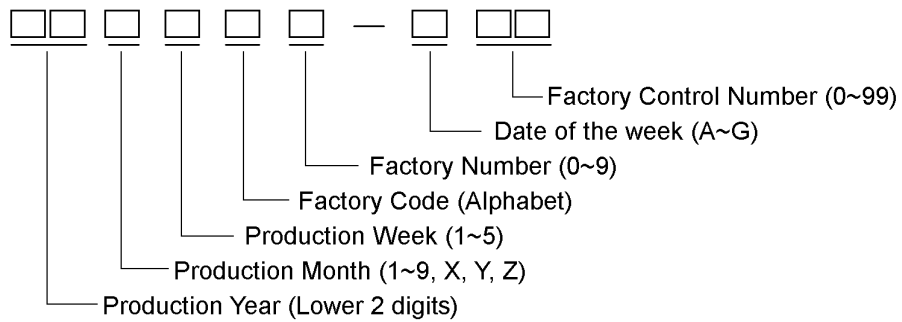 Factory Control Number (0~99)
Date of the week (A~G)
Factory Number (0~9)
Factory Code (Alphabet)
Production Week (1~5)
Production Month (1~9, X, Y, Z)
Production Year (Lower 2 digits)